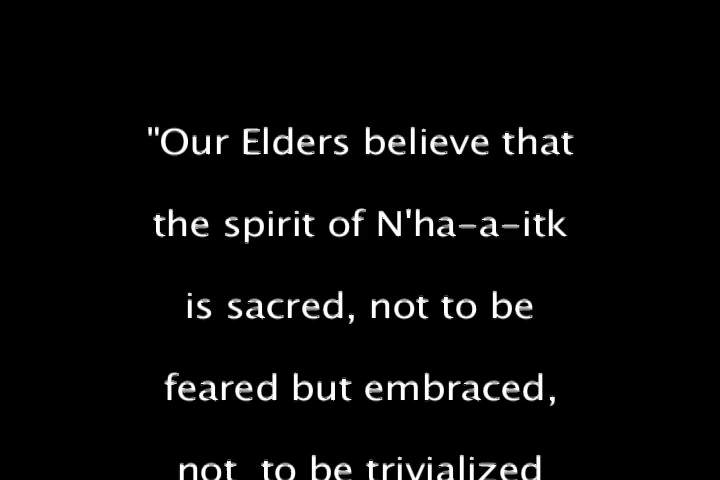 "Our Elders believe that
the spirit of N'ha-a-itk
is sacred, not to be
feared but embraced,
not to be trivialized